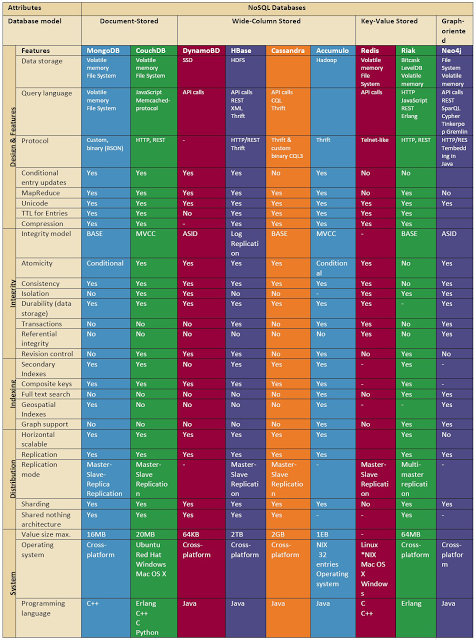 Attributes NoSQL Databases
Database model Document-Stored Wide-Column Stored Key-Value Stored Graph-
oriente
d
Design & Features
Features MongoDB CouchDB DynamoBD HBase Cassandra Accumulo Redis Riak Neo4j
Data storage Volatile Volatile SSD HDFS Hadoop Volatile Bitcask File
memory memory memory LevelDB System
File System File System File Volatile Volatile
System memory memory
Query language Volatile JavaScript API calls API calls API calls API calls HTTP API calls
memory Memcached- REST CQL JavaScript REST
File System protocol XML Thrift REST SparQL
Thrift Erlang Cypher
Tinkerpo
p Gremlin
Protocol Custom, HTTP, REST - HTTP/REST Thrift & Thrift Telnet-like HTTP, REST HTTP/RES
binary (BSON) Thrift custom Tembedd
binary CQL3 ing in
Java
Conditional Yes Yes Yes Yes No Yes No No
entry updates
MapReduce Yes Yes Yes Yes Yes Yes No Yes No
Unicode Yes Yes Yes Yes Yes Yes Yes Yes Yes
TTL for Entries Yes Yes No Yes Yes Yes Yes Yes
Compression Yes Yes - Yes Yes Yes Yes Yes
Integrity
Integrity model BASE MVCC ASID Log BASE MVCC - BASE ASID
Replicati
on
Atomicity Conditional Yes Yes Yes Yes Condition Yes No Yes
al
Consistency Yes Yes Yes Yes Yes Yes Yes No Yes
Isolation No Yes Yes No No - Yes Yes Yes
Durability (data Yes Yes Yes Yes Yes Yes Yes - Yes
storage)
Transactions No No No Yes No Yes Yes No Yes
Referential No No No Yes No Yes Yes No Yes
integrity
Revision control No Yes Yes Yes No Yes No Yes No
Indexing
Secondary Yes Yes No Yes Yes Yes - Yes -
Indexes
Composite keys Yes Yes Yes Yes Yes Yes - Yes -
Full text search No No No No No Yes No Yes Yes
Geospatial Yes No No No No Yes - - Yes
Indexes
Graph support No No No No No Yes No Yes Yes
Distribution
Horizontal Yes Yes Yes Yes Yes Yes Yes Yes No
scalable
Replication Yes Yes Yes Yes Yes Yes Yes Yes Yes
Replication Master- Master- - Master- Master- - Master- Multi- -
mode Slave- Slave Slave Slave Slave master
Replica Replicatio Replicati Replicatio Replicati replicati
Replication n on n on on
Sharding Yes Yes Yes Yes Yes Yes No Yes Yes
Shared nothing Yes Yes Yes Yes Yes Yes Yes Yes -
architecture
System
Value size max. 16MB 20MB 64KB 2TB 2GB 1EB - 64MB
Operating Cross- Ubuntu Cross- Cross- Cross- NIX Linux Cross- Cross-
system platform Red Hat platform platform platform 32 *NIX platform platfor
Windows entries Mac OS m
Mac OS X Operating X
system Window
s
Programming C++ Erlang Java Java Java Java C Erlang Java
language C++ C++
C
Python